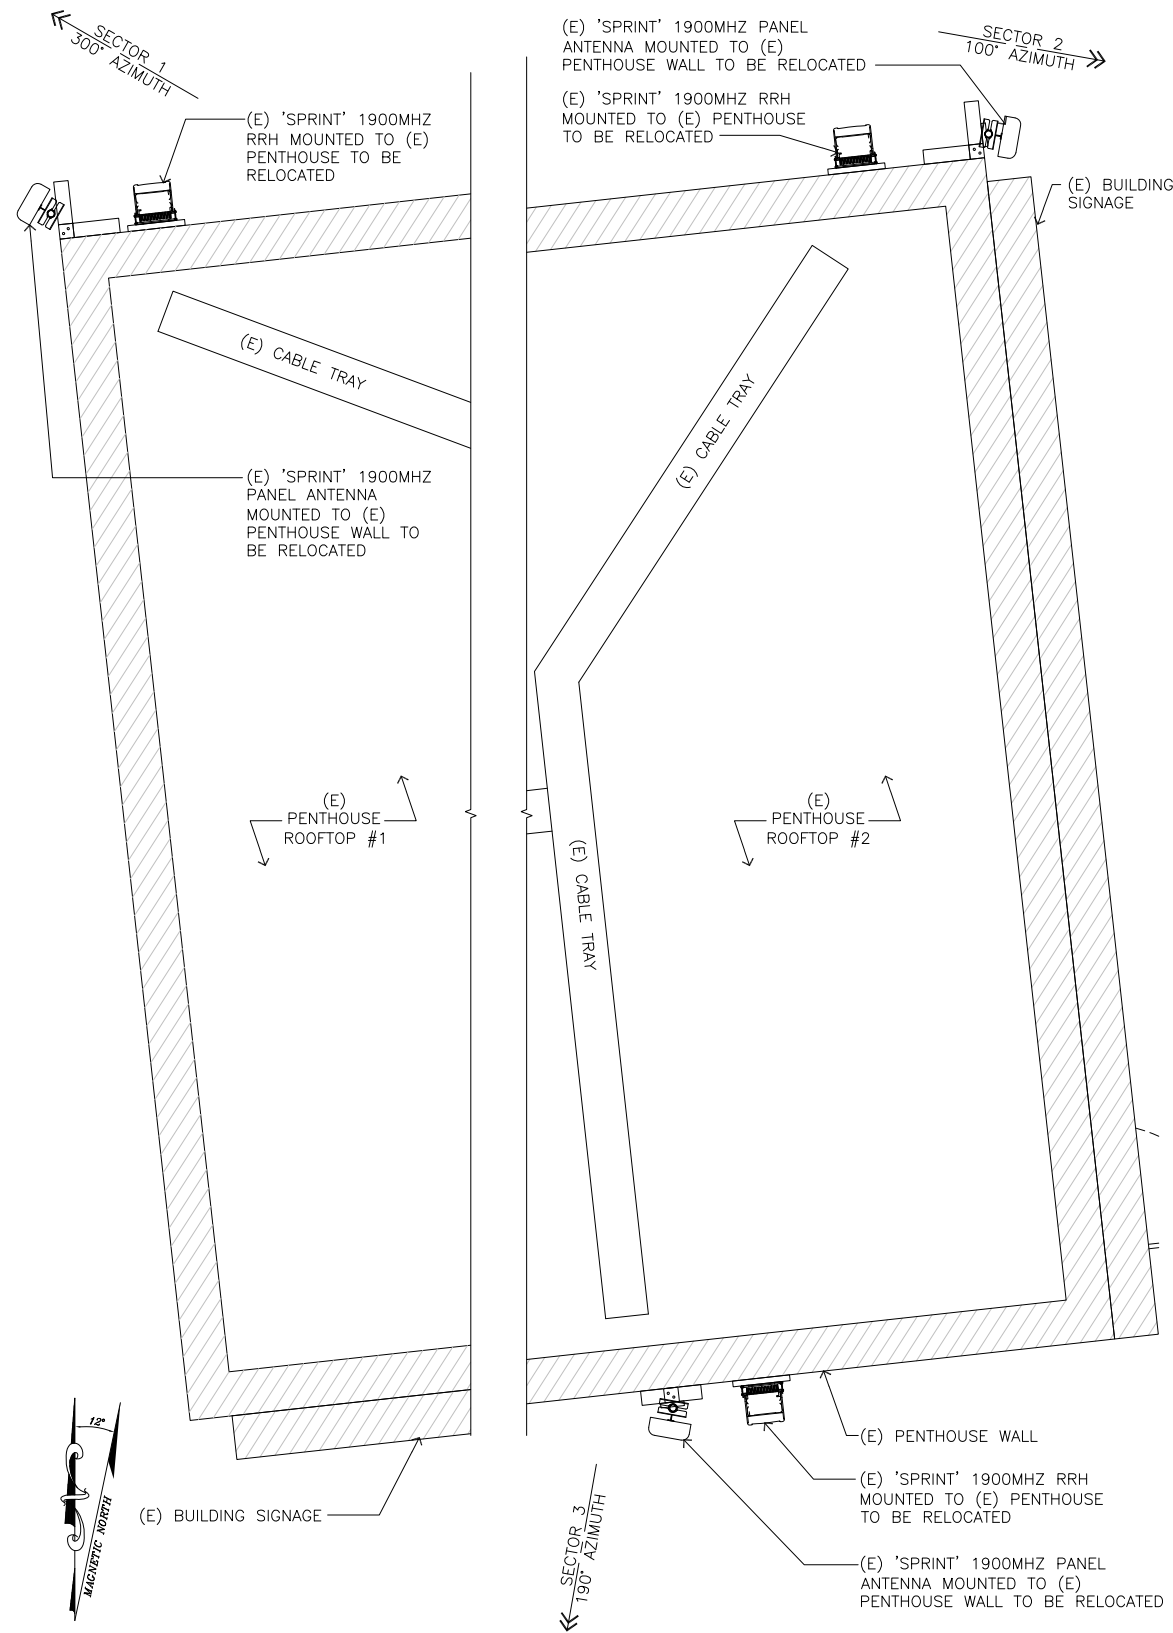 SECTOR 1
300° AZIMUTH
(E) 'SPRINT' 1900MHZ
RRH MOUNTED TO (E)
PENTHOUSE TO BE
RELOCATED
(E) 'SPRINT' 1900MHZ PANEL
ANTENNA MOUNTED TO (E)
PENTHOUSE WALL TO BE RELOCATED
(E) 'SPRINT' 1900MHZ RRH
MOUNTED TO (E) PENTHOUSE
TO BE RELOCATED
SECTOR 2
100° AZIMUTH
(E) BUILDING
SIGNAGE
(E) CABLE TRAY
(E) CABLE TRAY
(E) 'SPRINT' 1900MHZ
PANEL ANTENNA
MOUNTED TO (E)
PENTHOUSE WALL TO
BE RELOCATED
(E)
PENTHOUSE
ROOFTOP #1
(E)
PENTHOUSE
ROOFTOP #2
(E) CABLE TRAY
12°
MAGNETIC NORTH
(E) BUILDING SIGNAGE
SECTOR 3
190° AZIMUTH
(E) PENTHOUSE WALL
(E) 'SPRINT' 1900MHZ RRH
MOUNTED TO (E) PENTHOUSE
TO BE RELOCATED
(E) 'SPRINT' 1900MHZ PANEL
ANTENNA MOUNTED TO (E)
PENTHOUSE WALL TO BE RELOCATED